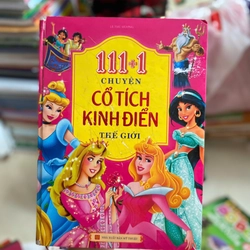 111+1
CHUYỆN
CỔ TÍCH
KINH ĐIỂN
THẾ GIỚI